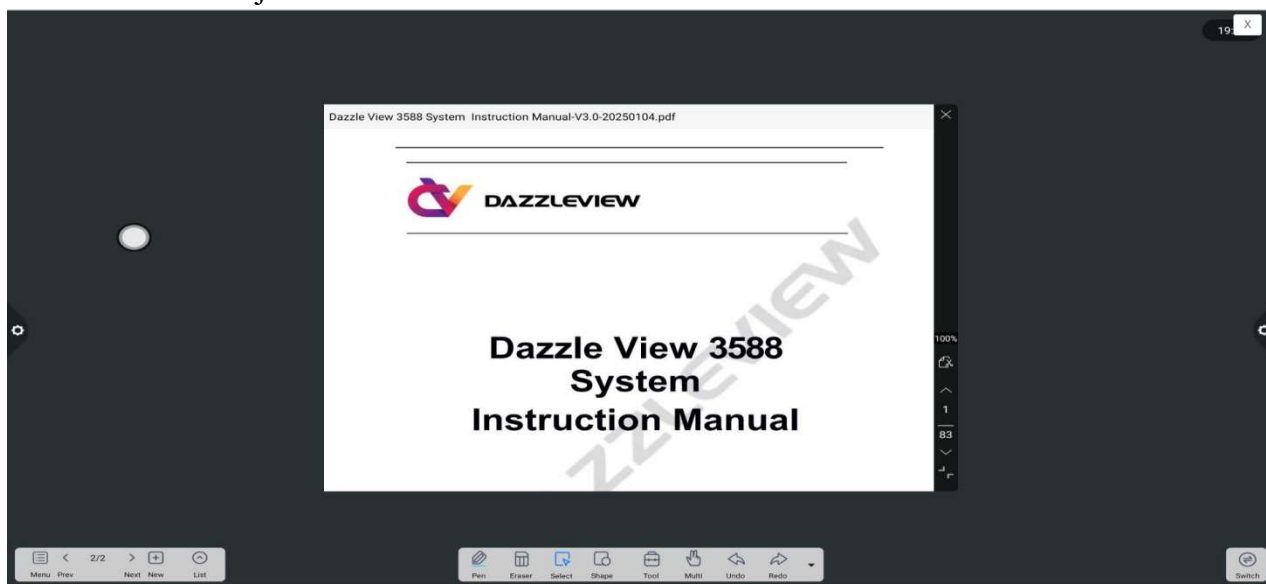 19:
X
Dazzle View 3588 System Instruction Manual-V3.0-20250104.pdf
DAZZLEVIEW
ZZLEVIEW
Dazzle View 3588
System
Instruction Manual
100%
1
83
2/2
Menu Prev Next New List
Pen Eraser Select Shape Tool Multi Undo Redo
Switch